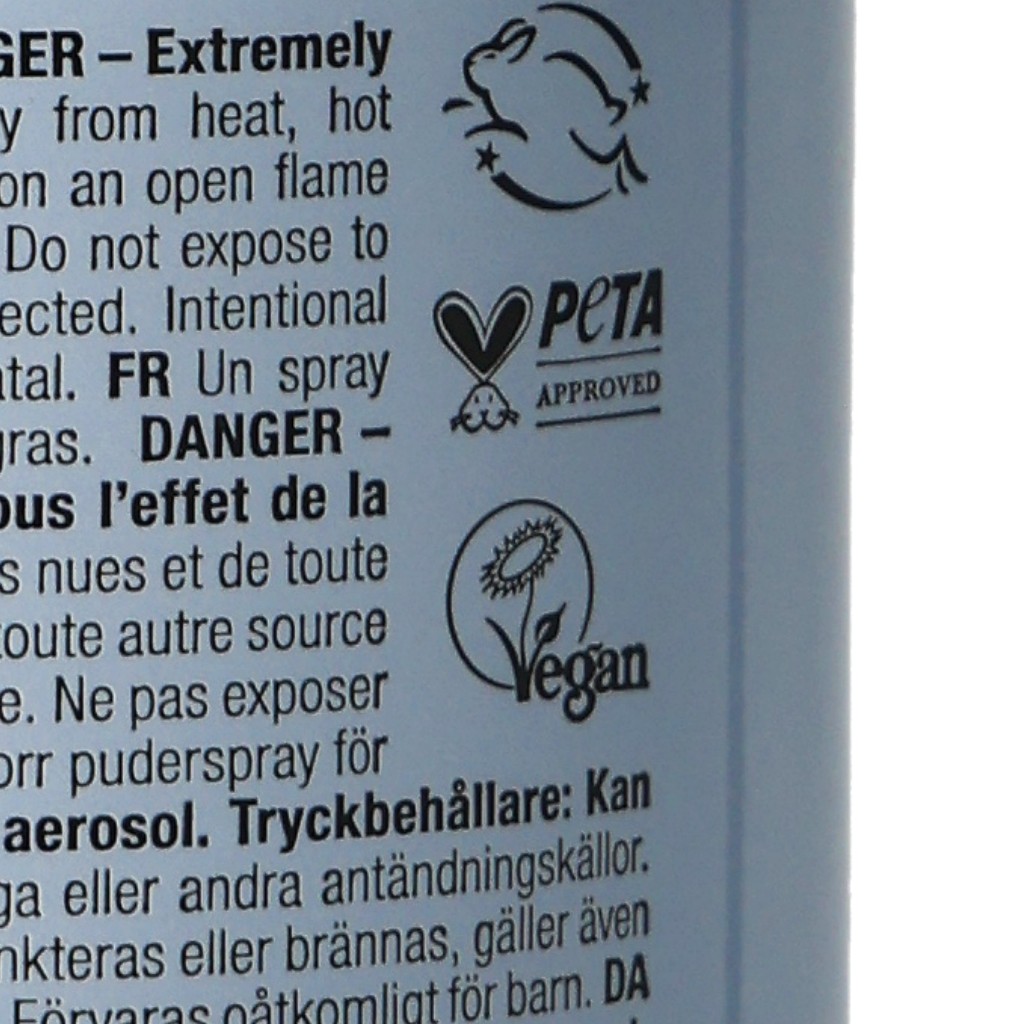 GER – Extremely
y from heat, hot
on an open flame
Do not expose to
ected. Intentional
atal. FR Un spray
gras. DANGER –
ous l'effet de la
s nues et de toute
toute autre source
e. Ne pas exposer
orr puderspray för
aerosol. Tryckbehållare: Kan
ga eller andra antändningskällor.
nkteras eller brännas, gäller även
Förvaras oåtkomligt för barn. DA
PETA
APPROVED
Vegan